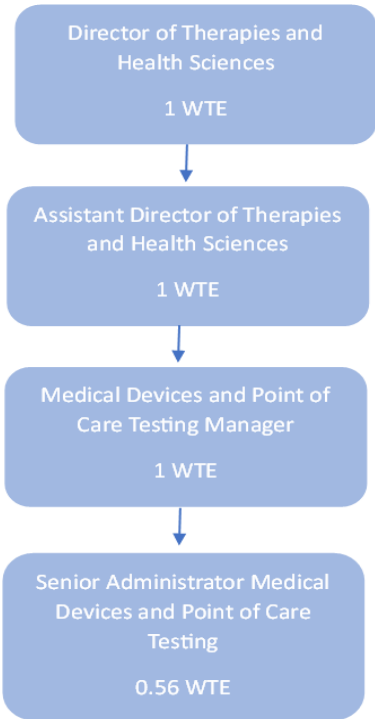 Director of Therapies and
Health Sciences
1 WTE
Assistant Director of Therapies
and Health Sciences
1 WTE
Medical Devices and Point of
Care Testing Manager
1 WTE
Senior Administrator Medical
Devices and Point of Care
Testing
0.56 WTE